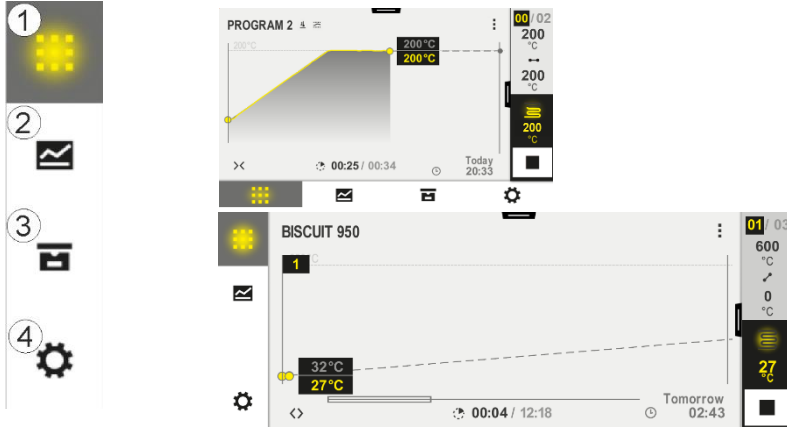 1
2
3
4
PROGRAM 2
200°C
200°C
200°C
00:25 / 00:34
Today
20:33
00/02
200
°C
200
°C
200
°C
BISCUIT 950
1
°C
32°C
27°C
00:04 / 12:18
Tomorrow
02:43
01/ 03
600
°C
0
°C
27
°C